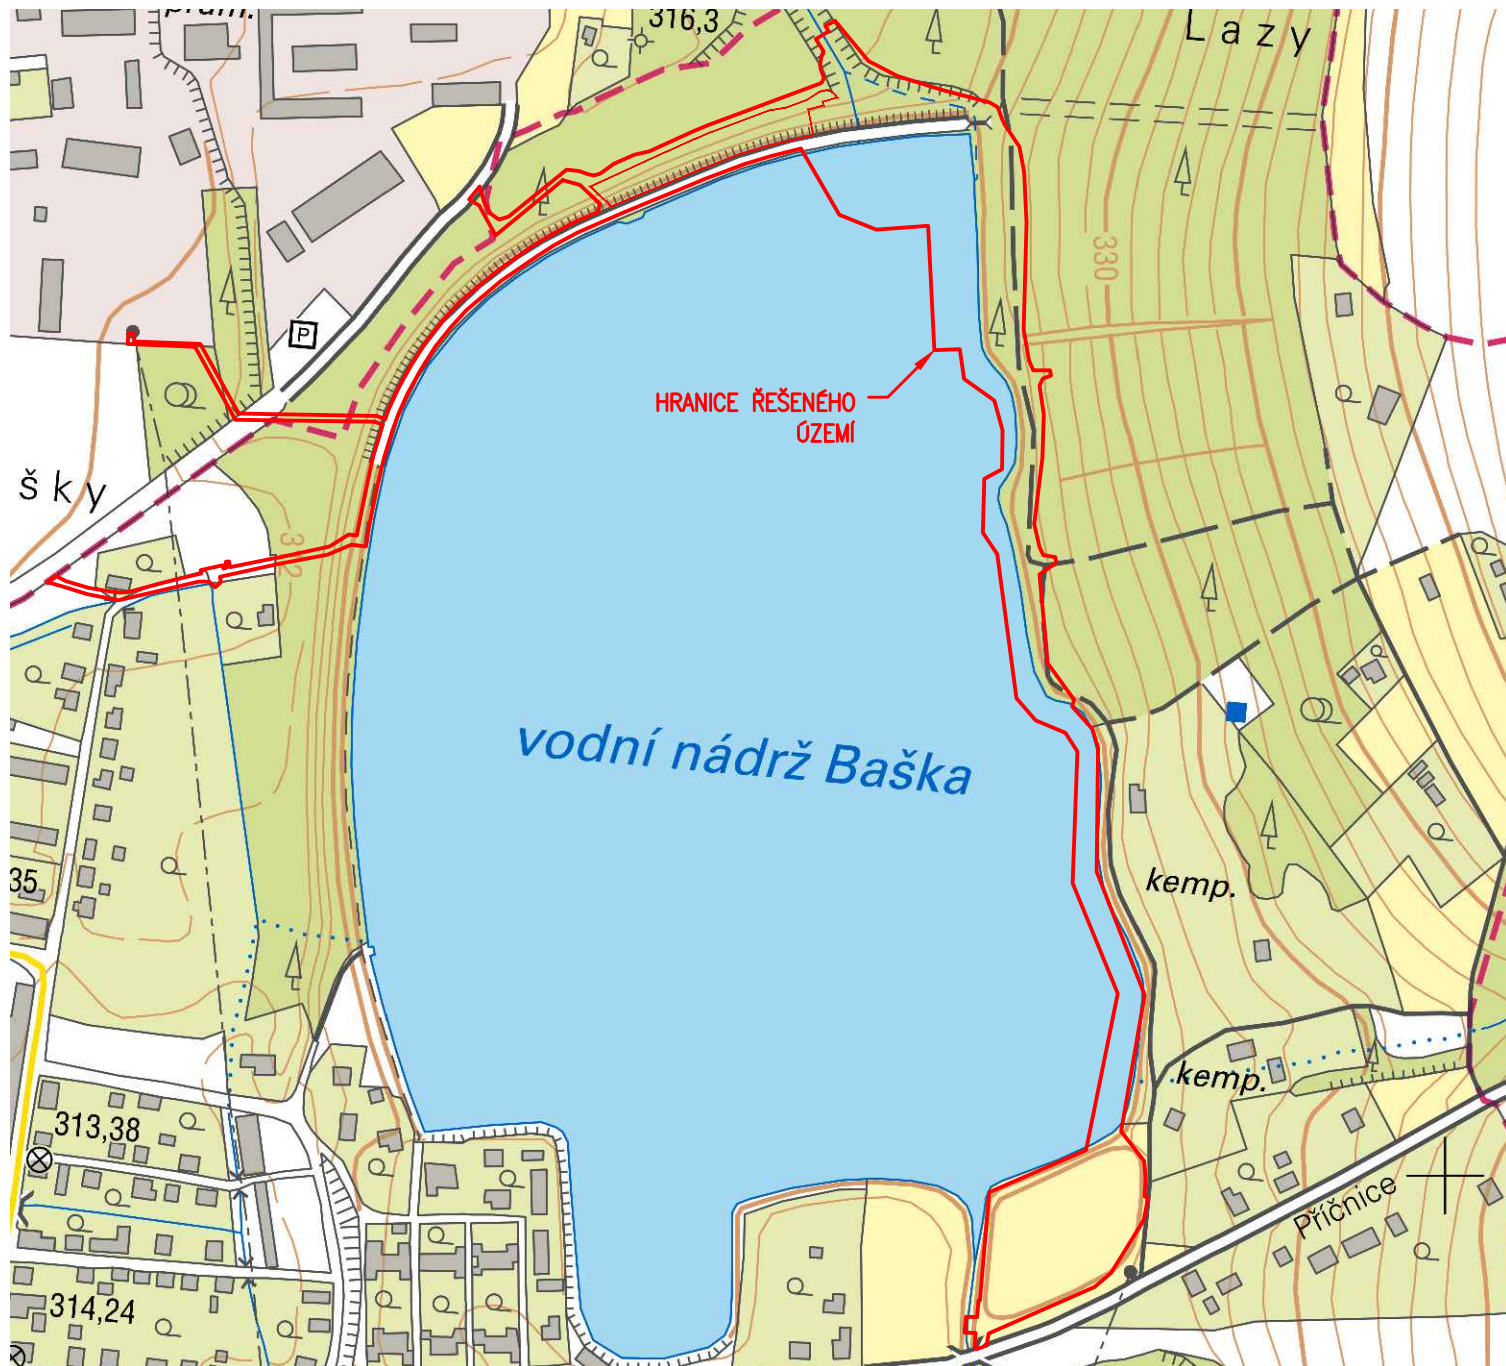 prům.
316,3
Lazy
330
P
HRANICE ŘEŠENÉHO
ÚZEMÍ
šky
vodní nádrž Baška
35
kemp.
kemp.
313,38
Příčnice
314,24